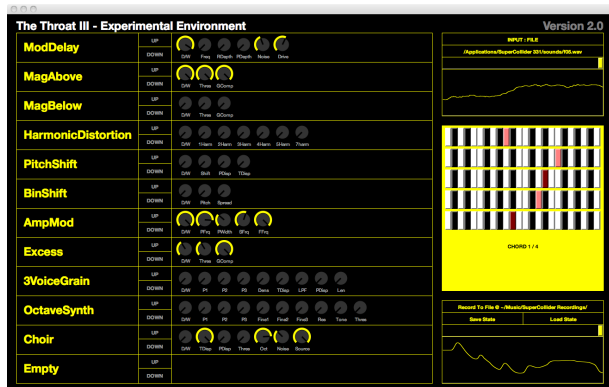 The Throat III - Experimental Environment
Version 2.0
ModDelay
UP
DOWN
D/W Freq RDepth PDepth Noise Drive
MagAbove
UP
DOWN
D/W Thres GComp
MagBelow
UP
DOWN
D/W Thres GComp
HarmonicDistortion
UP
DOWN
D/W 1Harm 2Harm 3Harm 4Harm 5Harm 7harm
PitchShift
UP
DOWN
D/W Shift PDisp TDisp
BinShift
UP
DOWN
D/W Pitch Spread
AmpMod
UP
DOWN
D/W PFrq PWidth SFrq FFrq
Excess
UP
DOWN
D/W Thres GComp
3VoiceGrain
UP
DOWN
D/W P1 P2 P3 Dens TDisp LPF PDisp Len
OctaveSynth
UP
DOWN
D/W P1 P2 P3 Fine1 Fine2 Fine3 Res Tone Thres
Choir
UP
DOWN
D/W TDisp PDisp Thres Oct Noise Source
Empty
UP
DOWN
INPUT : FILE
/Applications/SuperCollider 331/sounds/f06.wav
CHORD 1 / 4
Record To File @ ~/Music/SuperCollider Recordings/
Save State
Load State